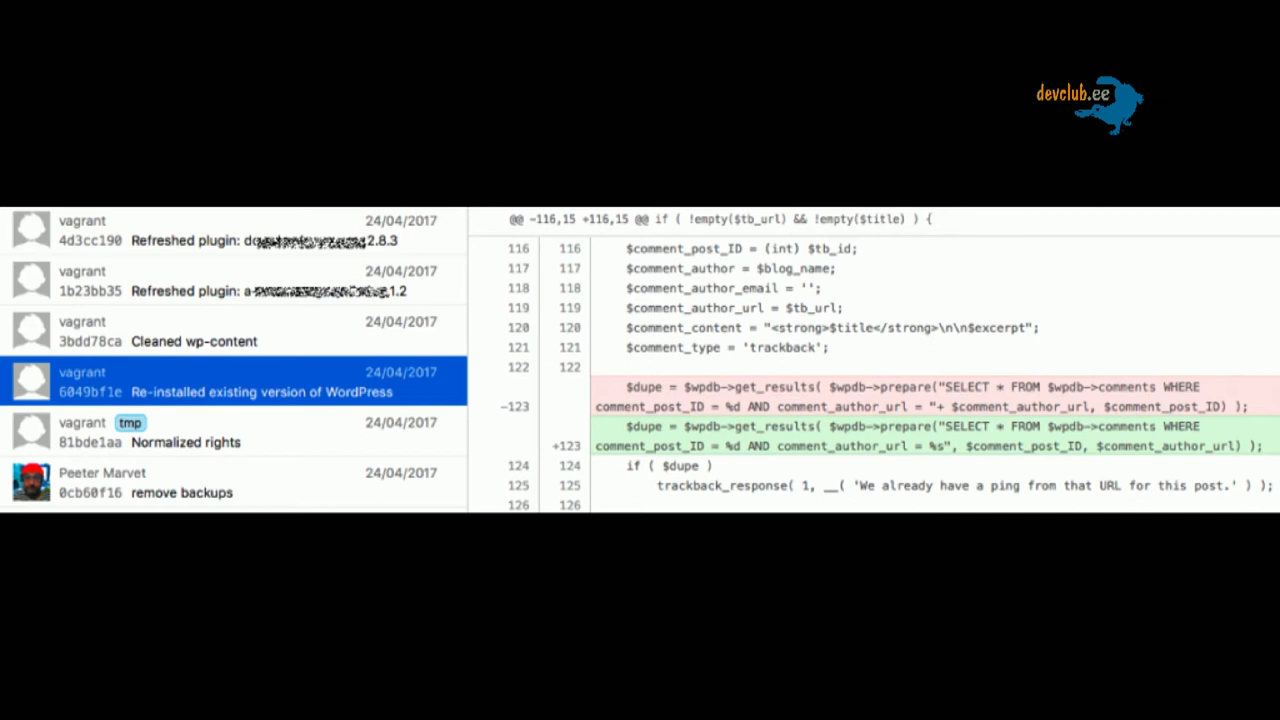 devclub.ee
vagrant 24/04/2017
4d3cc190 Refreshed plugin: 2.8.3
vagrant 24/04/2017
1b23bb35 Refreshed plugin: 1.2
vagrant 24/04/2017
3bdd78ca Cleaned wp-content
vagrant 24/04/2017
6049bf1e Re-installed existing version of WordPress
vagrant tmp 24/04/2017
81bde1aa Normalized rights
Peeter Marvet 24/04/2017
0cb60f16 remove backups
@@ -116,15 +116,15 @@ if ( !empty($tb_url) && !empty($title) ) {
116 116 $comment_post_ID = (int) $tb_id;
117 117 $comment_author = $blog_name;
118 118 $comment_author_email = '';
119 119 $comment_author_url = $tb_url;
120 120 $comment_content = "<strong>$title</strong>\n\n$excerpt";
121 121 $comment_type = 'trackback';
122 122
$dupe = $wpdb->get_results( $wpdb->prepare("SELECT * FROM $wpdb->comments WHERE
-123 comment_post_ID = %d AND comment_author_url = "+ $comment_author_url, $comment_post_ID) );
$dupe = $wpdb->get_results( $wpdb->prepare("SELECT * FROM $wpdb->comments WHERE
+123 comment_post_ID = %d AND comment_author_url = %s", $comment_post_ID, $comment_author_url) );
124 124 if ( $dupe )
125 125 trackback_response( 1, __( 'We already have a ping from that URL for this post.' ) );
126 126